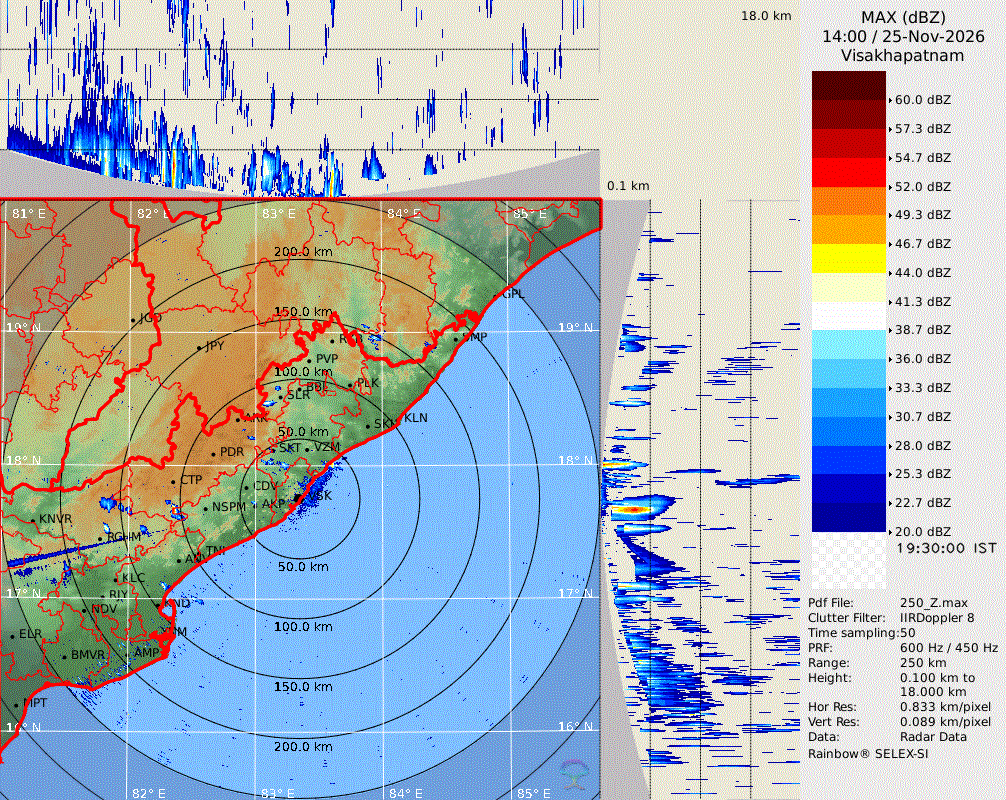 18.0 km
MAX (dBZ)
14:00 / 25-Nov-2026
Visakhapatnam
60.0 dBZ
57.3 dBZ
54.7 dBZ
52.0 dBZ
49.3 dBZ
46.7 dBZ
44.0 dBZ
41.3 dBZ
38.7 dBZ
36.0 dBZ
33.3 dBZ
30.7 dBZ
28.0 dBZ
25.3 dBZ
22.7 dBZ
20.0 dBZ
19:30:00 IST
0.1 km
81° E
82° E
83° E
84° E
85° E
200.0 km
GPL
150.0 km
JGD
19° N
19° N
JPY
PVP
100.0 km
PLK
SLR
KLN
50.0 km
SKT
VZM
PDR
18° N
18° N
CTP
CDV
NSPM
AKP
KNVR
TNI
50.0 km
KLC
RJY
17° N
17° N
NDV
KND
100.0 km
ELR
BMVR
AMP
150.0 km
MPT
16° N
16° N
200.0 km
82° E
83° E
84° E
85° E
Pdf File: 250_Z.max
Clutter Filter: IIRDoppler 8
Time sampling:50
PRF: 600 Hz / 450 Hz
Range: 250 km
Height: 0.100 km to
18.000 km
Hor Res: 0.833 km/pixel
Vert Res: 0.089 km/pixel
Data: Radar Data
Rainbow® SELEX-SI